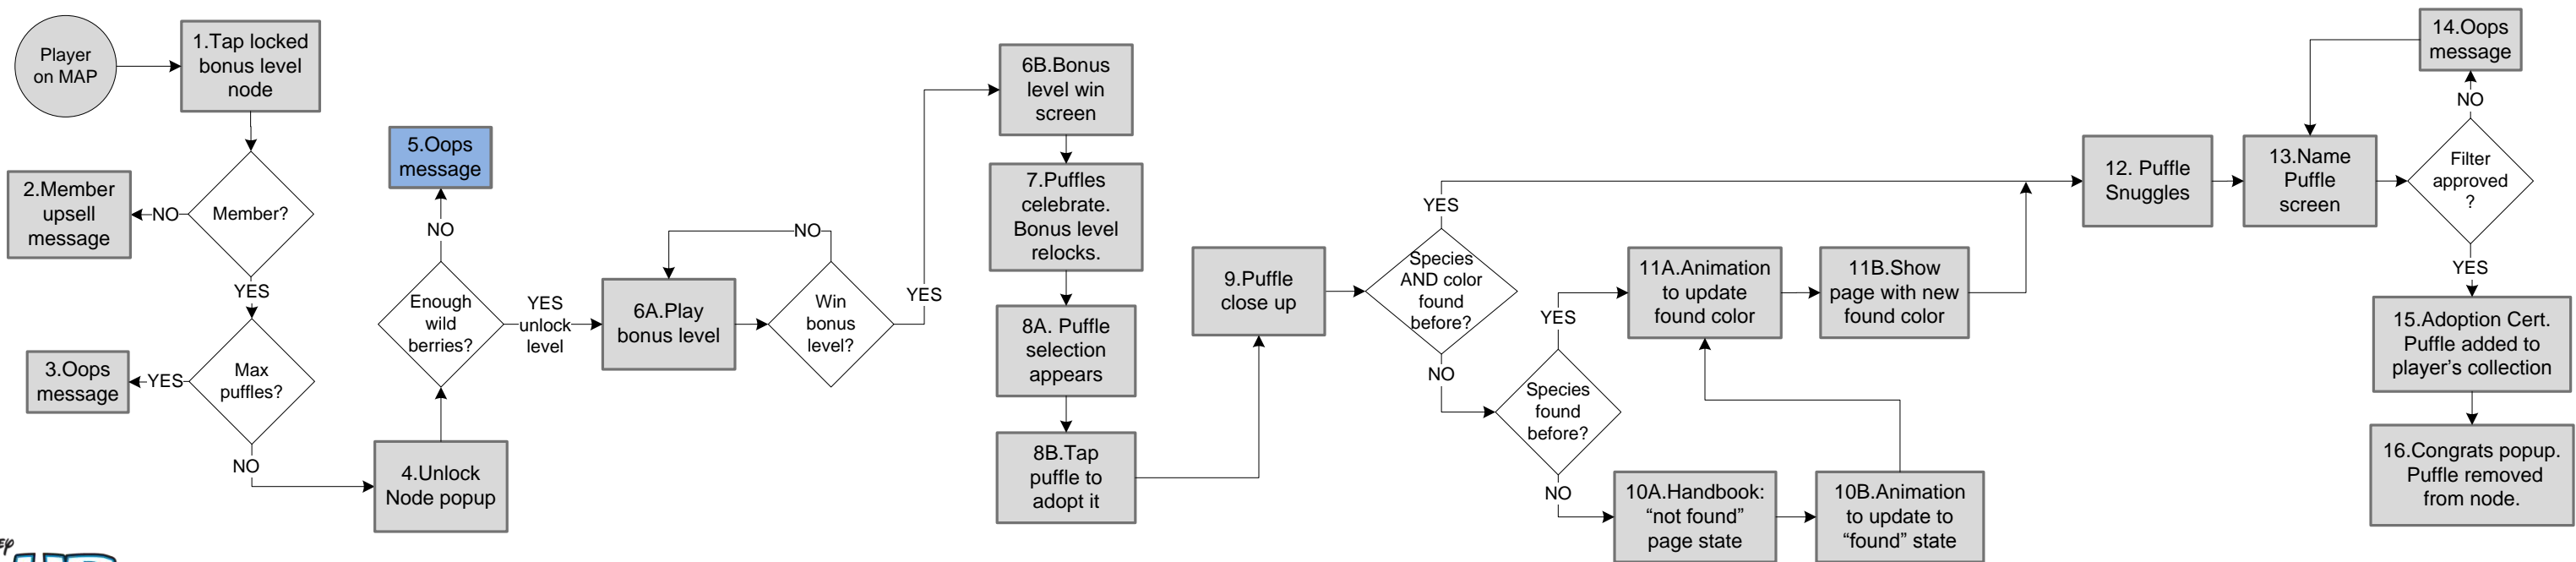 Player
on MAP
1.Tap locked
bonus level
node
Member?
NO
2.Member
upsell
message
YES
Max
puffles?
YES
3.Oops
message
NO
4.Unlock
Node popup
Enough
wild
berries?
NO
5.Oops
message
YES
unlock
level
6A.Play
bonus level
Win
bonus
level?
NO
YES
6B.Bonus
level win
screen
7.Puffles
celebrate.
Bonus level
relocks.
8A. Puffle
selection
appears
8B.Tap
puffle to
adopt it
9.Puffle
close up
Species
AND color
found
before?
YES
NO
Species
found
before?
YES
NO
10A.Handbook:
“not found”
page state
10B.Animation
to update to
“found” state
11A.Animation
to update
found color
11B.Show
page with new
found color
12. Puffle
Snuggles
13.Name
Puffle
screen
Filter
approved
?
NO
14.Oops
message
YES
15.Adoption Cert.
Puffle added to
player’s collection
16.Congrats popup.
Puffle removed
from node.